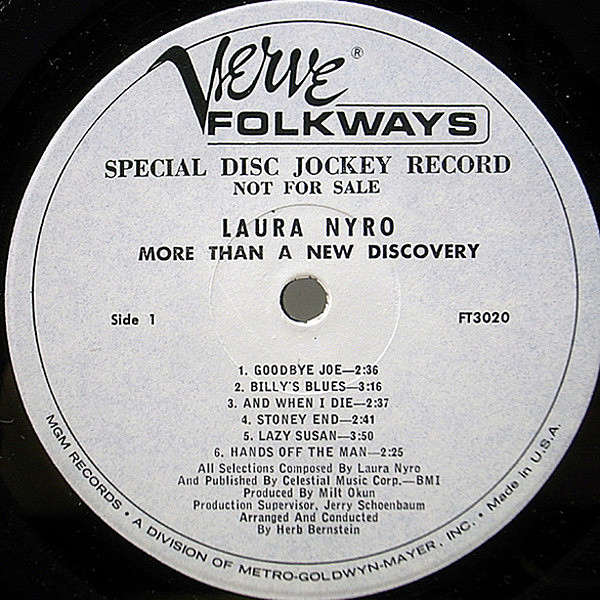 Verve®
FOLKWAYS
SPECIAL DISC JOCKEY RECORD
NOT FOR SALE
LAURA NYRO
MORE THAN A NEW DISCOVERY
Side 1
FT3020
1. GOODBYE JOE—2:36
2. BILLY'S BLUES—3:16
3. AND WHEN I DIE—2:37
4. STONEY END—2:41
5. LAZY SUSAN—3:50
6. HANDS OFF THE MAN—2:25
All Selections Composed By Laura Nyro
And Published By Celestial Music Corp.—BMI
Produced By Milt Okun
Production Supervisor, Jerry Schoenbaum
Arranged And Conducted
By Herb Bernstein
MGM RECORDS • A DIVISION OF METRO-GOLDWYN-MAYER, INC. • Made in U.S.A.